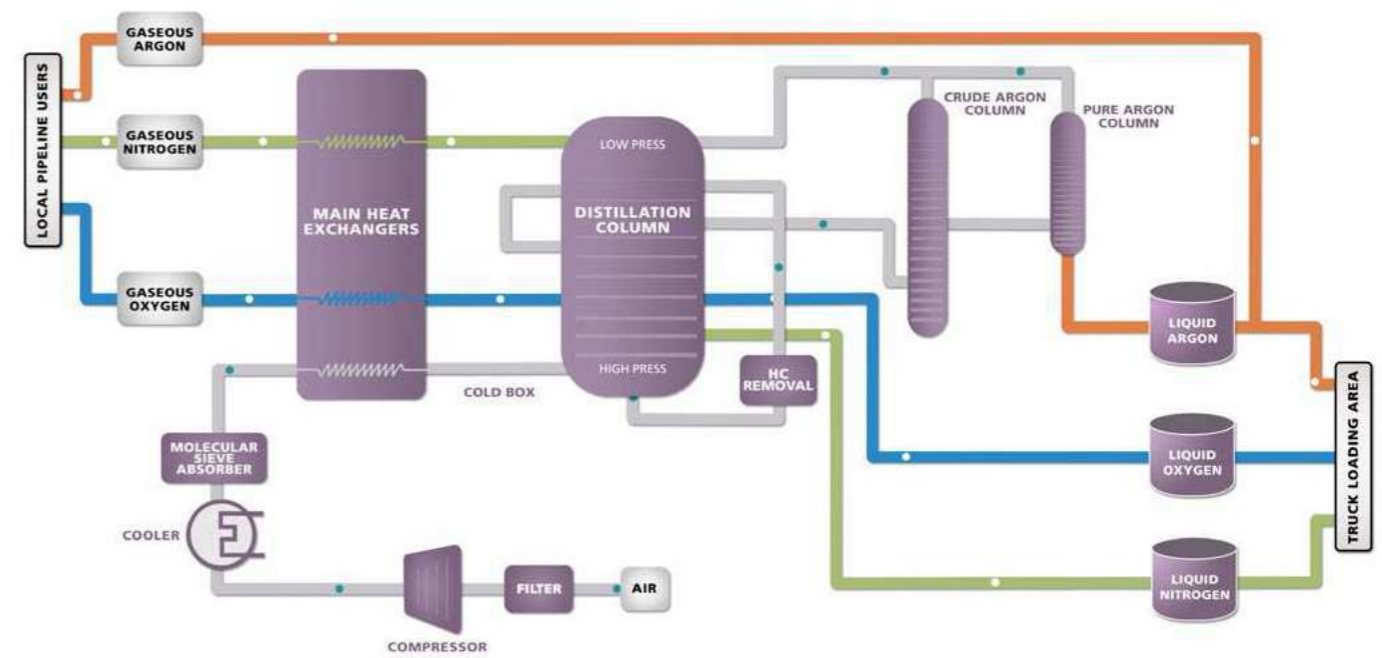 GASEOUS
ARGON
LOCAL PIPELINE USERS
GASEOUS
NITROGEN
GASEOUS
OXYGEN
MAIN HEAT
EXCHANGERS
LOW PRESS
DISTILLATION
COLUMN
HIGH PRESS
COLD BOX
HC
REMOVAL
CRUDE ARGON
COLUMN
PURE ARGON
COLUMN
LIQUID
ARGON
LIQUID
OXYGEN
LIQUID
NITROGEN
TRUCK LOADING AREA
MOLECULAR
SIEVE
ABSORBER
COOLER
COMPRESSOR
FILTER
AIR